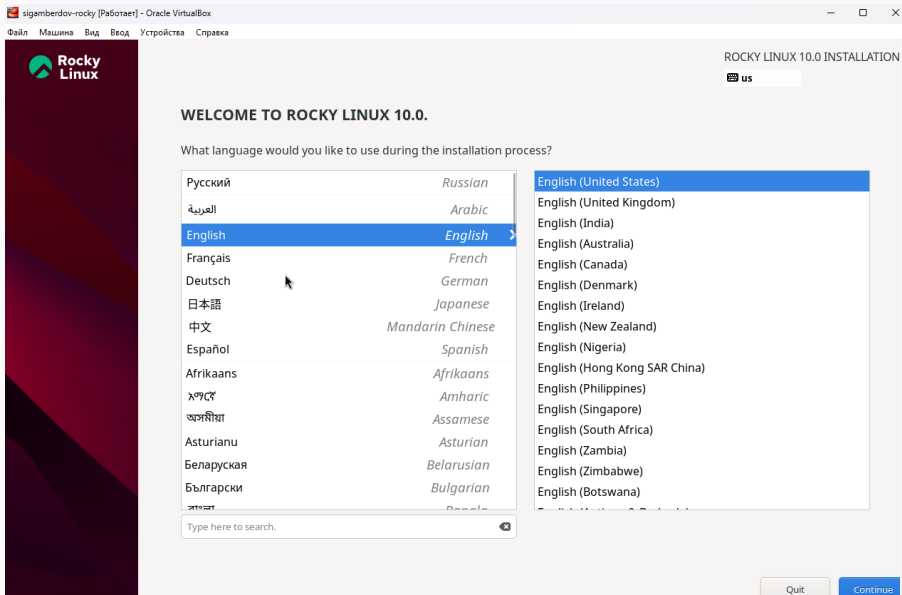 sigamberdov-rocky [Работает] - Oracle VirtualBox
Файл Машина Вид Ввод Устройства Справка
Rocky Linux
ROCKY LINUX 10.0 INSTALLATION
us
WELCOME TO ROCKY LINUX 10.0.
What language would you like to use during the installation process?
Русский Russian
العربية Arabic
English English
Français French
Deutsch German
日本語 Japanese
中文 Mandarin Chinese
Español Spanish
Afrikaans Afrikaans
አማርኛ Amharic
অসমীয়া Assamese
Asturianu Asturian
Беларуская Belarusian
Български Bulgarian
English (United States)
English (United Kingdom)
English (India)
English (Australia)
English (Canada)
English (Denmark)
English (Ireland)
English (New Zealand)
English (Nigeria)
English (Hong Kong SAR China)
English (Philippines)
English (Singapore)
English (South Africa)
English (Zambia)
English (Zimbabwe)
English (Botswana)
Type here to search.
Quit Continue